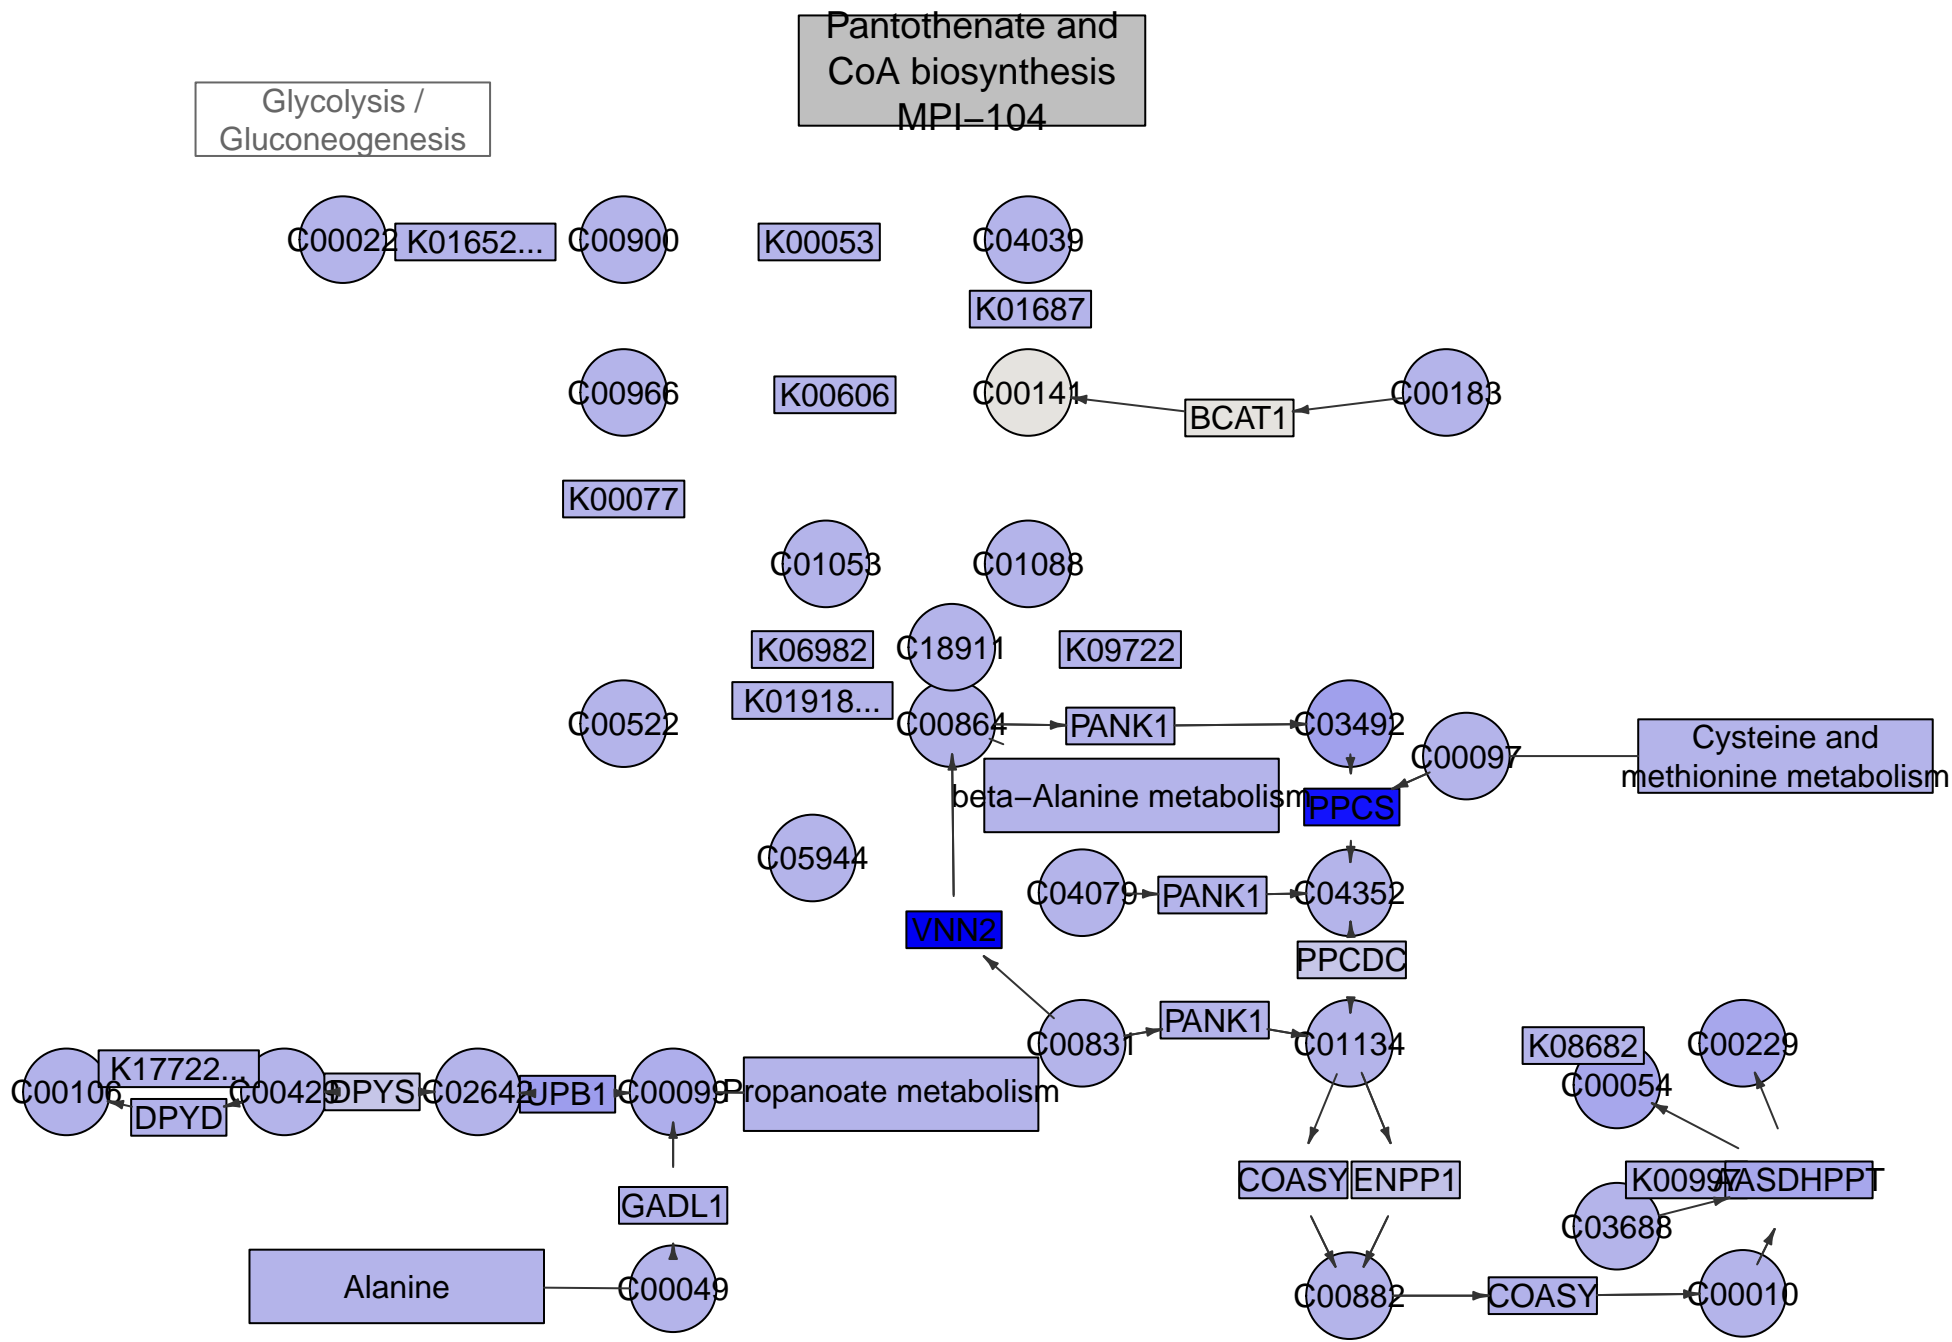 Pantothenate and
CoA biosynthesis
MPI−104
Glycolysis /
Gluconeogenesis
C00022
K01652...
C00900
K00053
C04039
K01687
C00966
K00606
C00141
BCAT1
C00183
K00077
C01053
C01088
K06982
C18911
K09722
K01918...
C00522
C00864
PANK1
C03492
C00097
Cysteine and
methionine metabolism
beta−Alanine metabolism
PPCS
C05944
C04079
PANK1
C04352
VNN2
PPCDC
C00831
PANK1
C01134
K08682
C00229
C00054
C00106
K17722...
DPYD
C00429
DPYS
C02642
UPB1
C00099
Propanoate metabolism
COASY
ENPP1
K00997
AASDHPPT
GADL1
C03688
Alanine
C00049
C00882
COASY
C00010